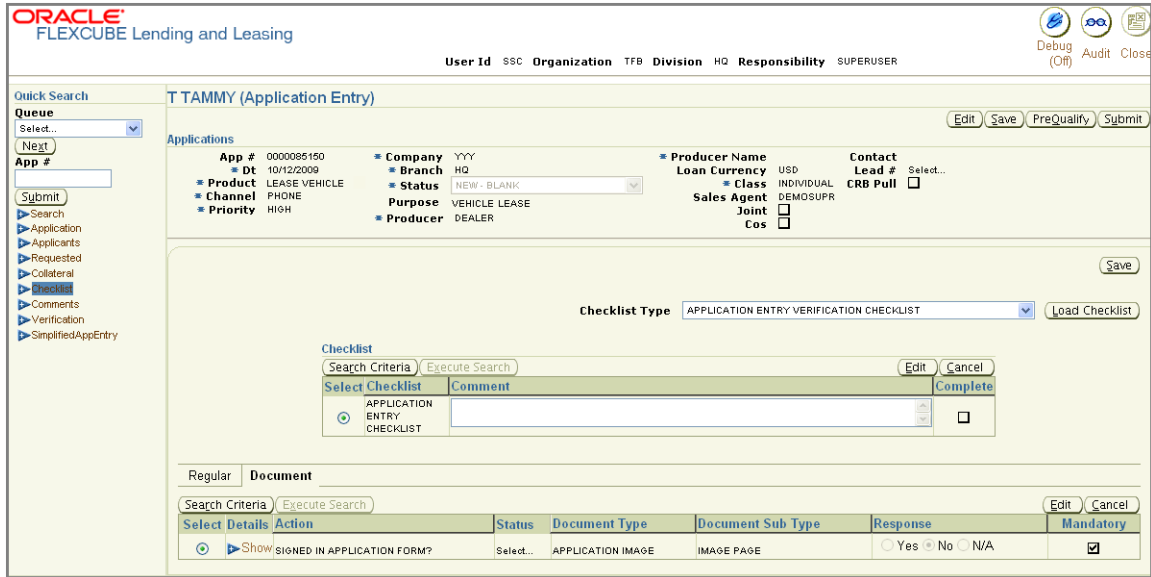 ORACLE®
FLEXCUBE Lending and Leasing
Debug (Off) Audit Close
User Id SSC Organization TFB Division HQ Responsibility SUPERUSER
Quick Search
Queue
Select...
Next
App #
Submit
Search
Application
Applicants
Requested
Collateral
Checklist
Comments
Verification
SimplifiedAppEntry
T TAMMY (Application Entry)
Edit Save PreQualify Submit
Applications
App # 0000085150 * Company YYY * Producer Name Contact
* Dt 10/12/2009 * Branch HQ Loan Currency USD Lead # Select...
* Product LEASE VEHICLE * Status NEW - BLANK * Class INDIVIDUAL CRB Pull
* Channel PHONE Purpose VEHICLE LEASE Sales Agent DEMOSUPR
* Priority HIGH * Producer DEALER Joint
Cos
Save
Checklist Type APPLICATION ENTRY VERIFICATION CHECKLIST Load Checklist
Checklist
Search Criteria Execute Search Edit Cancel
Select Checklist Comment Complete
APPLICATION
ENTRY
CHECKLIST
Regular Document
Search Criteria Execute Search Edit Cancel
Select Details Action Status Document Type Document Sub Type Response Mandatory
Show SIGNED IN APPLICATION FORM? Select... APPLICATION IMAGE IMAGE PAGE Yes No N/A